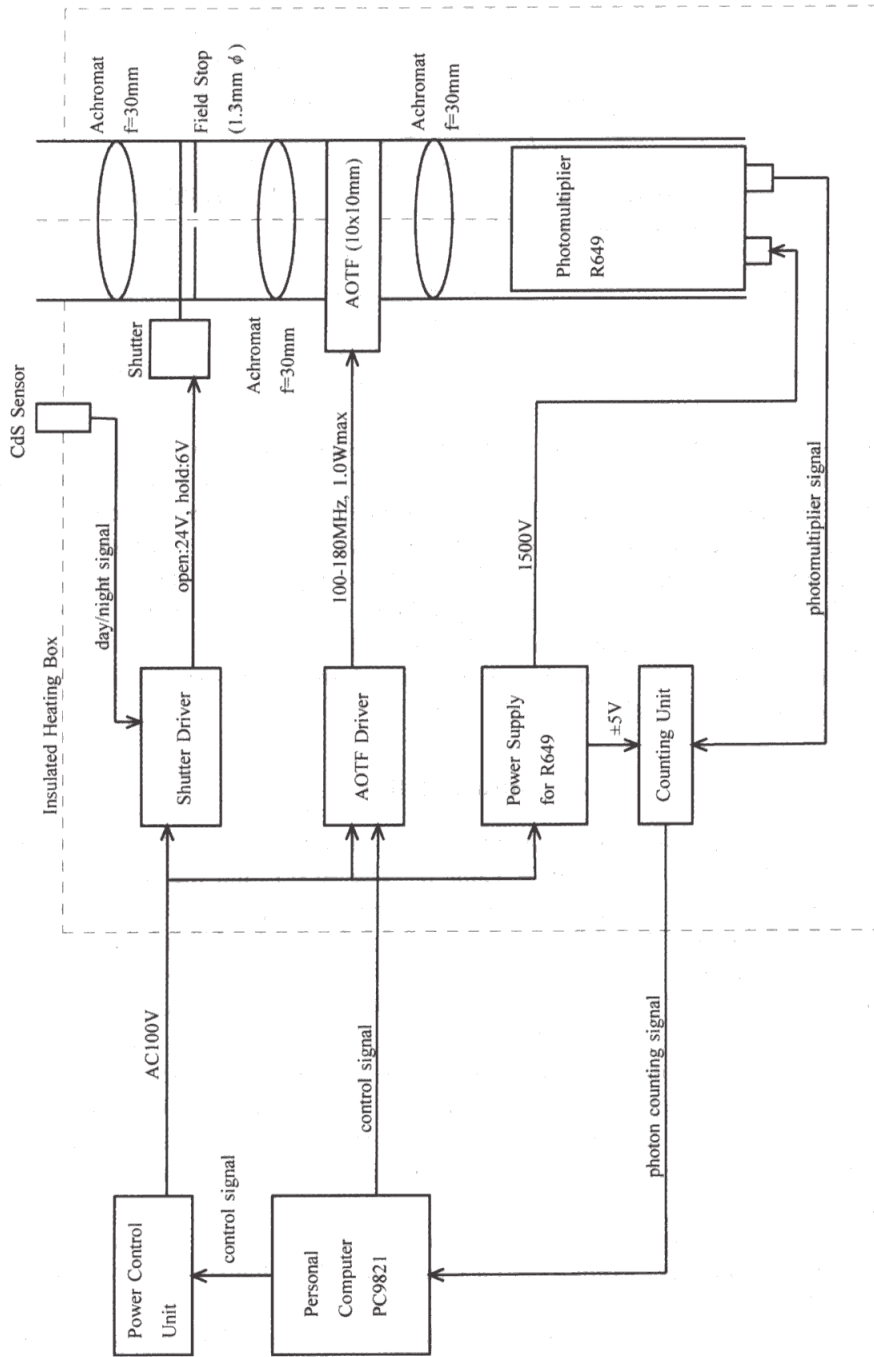 CdS Sensor
Insulated Heating Box
day/night signal
Achromat
f=30mm
Field Stop
(1.3mm ϕ)
Shutter
Achromat
f=30mm
AOTF (10x10mm)
Achromat
f=30mm
Photomultiplier
R649
Power Control
Unit
AC100V
Shutter Driver
open:24V, hold:6V
control signal
Personal
Computer
PC9821
control signal
AOTF Driver
100-180MHz, 1.0Wmax
Power Supply
for R649
1500V
±5V
Counting Unit
photon counting signal
photomultiplier signal